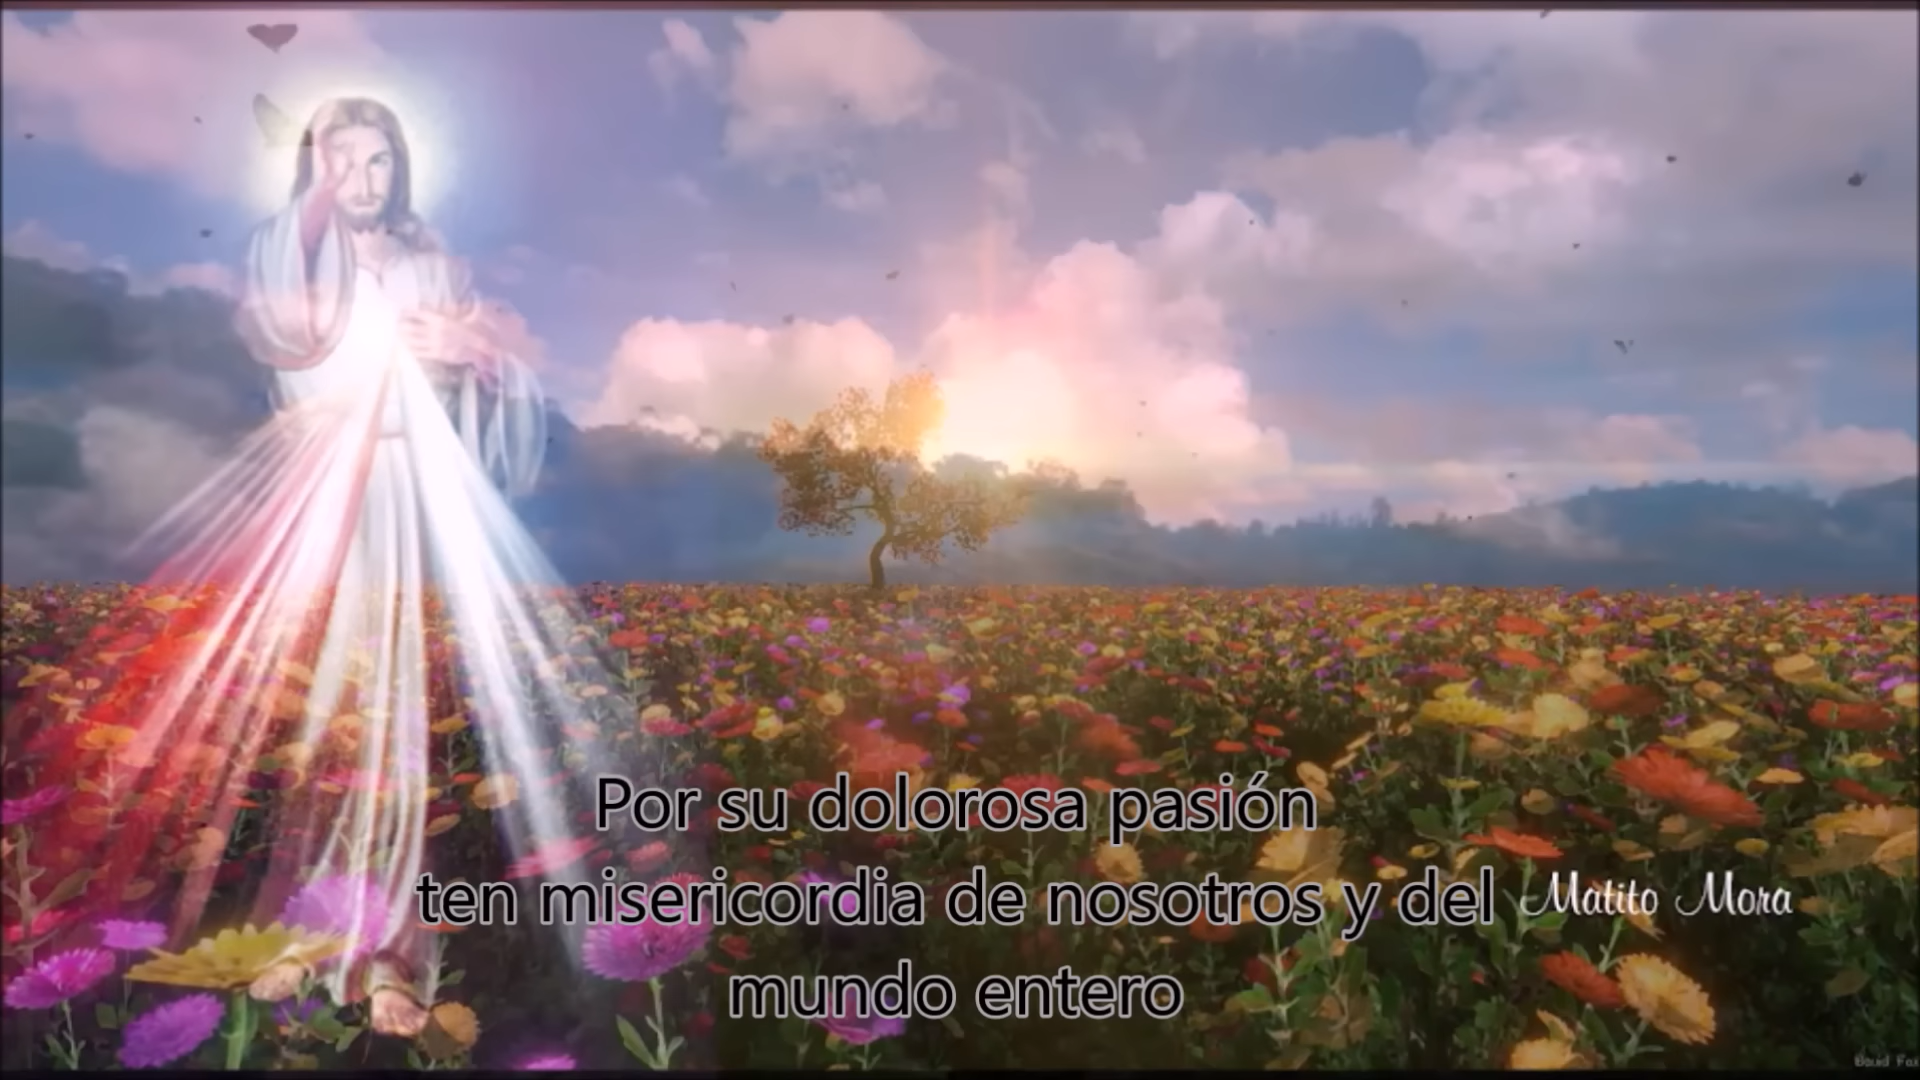 Por su dolorosa pasión
ten misericordia de nosotros y del
mundo entero
Matito Mora